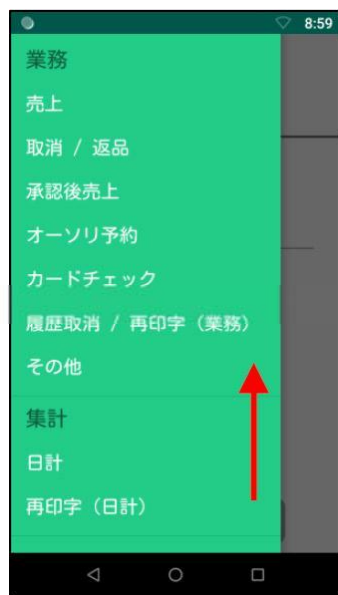 8:59
業務
売上
取消 / 返品
承認後売上
オーソリ予約
カードチェック
履歴取消 / 再印字（業務）
その他
集計
日計
再印字（日計）